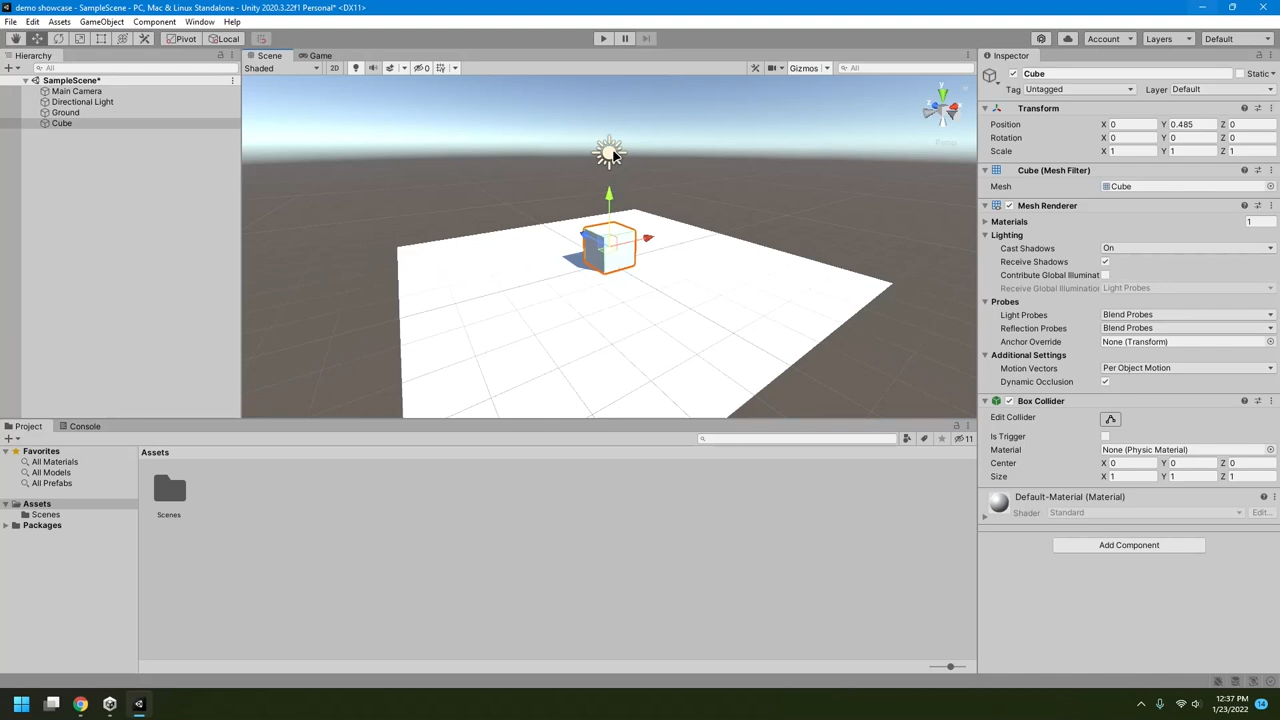 demo showcase - SampleScene - PC, Mac & Linux Standalone - Unity 2020.3.22f1 Personal* <DX11>
File Edit Assets GameObject Component Window Help
Pivot Local Account Layers Default
Hierarchy
All
SampleScene*
Main Camera
Directional Light
Ground
Cube
Scene Game
Shaded 2D 0 Gizmos All
y
x
z
Persp
Inspector
Cube Static
Tag Untagged Layer Default
Transform
Position X 0 Y 0.485 Z 0
Rotation X 0 Y 0 Z 0
Scale X 1 Y 1 Z 1
Cube (Mesh Filter)
Mesh Cube
Mesh Renderer
Materials 1
Lighting
Cast Shadows On
Receive Shadows
Contribute Global Illuminat
Receive Global Illumination Light Probes
Probes
Light Probes Blend Probes
Reflection Probes Blend Probes
Anchor Override None (Transform)
Additional Settings
Motion Vectors Per Object Motion
Dynamic Occlusion
Box Collider
Edit Collider
Is Trigger
Material None (Physic Material)
Center X 0 Y 0 Z 0
Size X 1 Y 1 Z 1
Default-Material (Material)
Shader Standard Edit...
Add Component
Project Console
11
Favorites
All Materials
All Models
All Prefabs
Assets
Scenes
Packages
Assets
Scenes
12:37 PM
1/23/2022
14